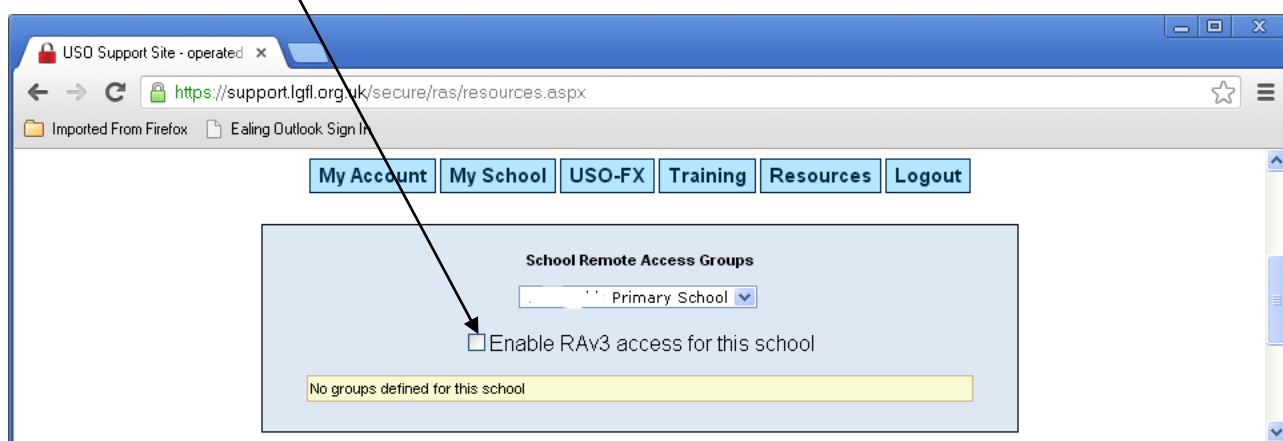 USO Support Site - operated
https://support.lgfl.org.uk/secure/ras/resources.aspx
Imported From Firefox Ealing Outlook Sign In
My Account My School USO-FX Training Resources Logout
School Remote Access Groups
Primary School
Enable RAv3 access for this school
No groups defined for this school